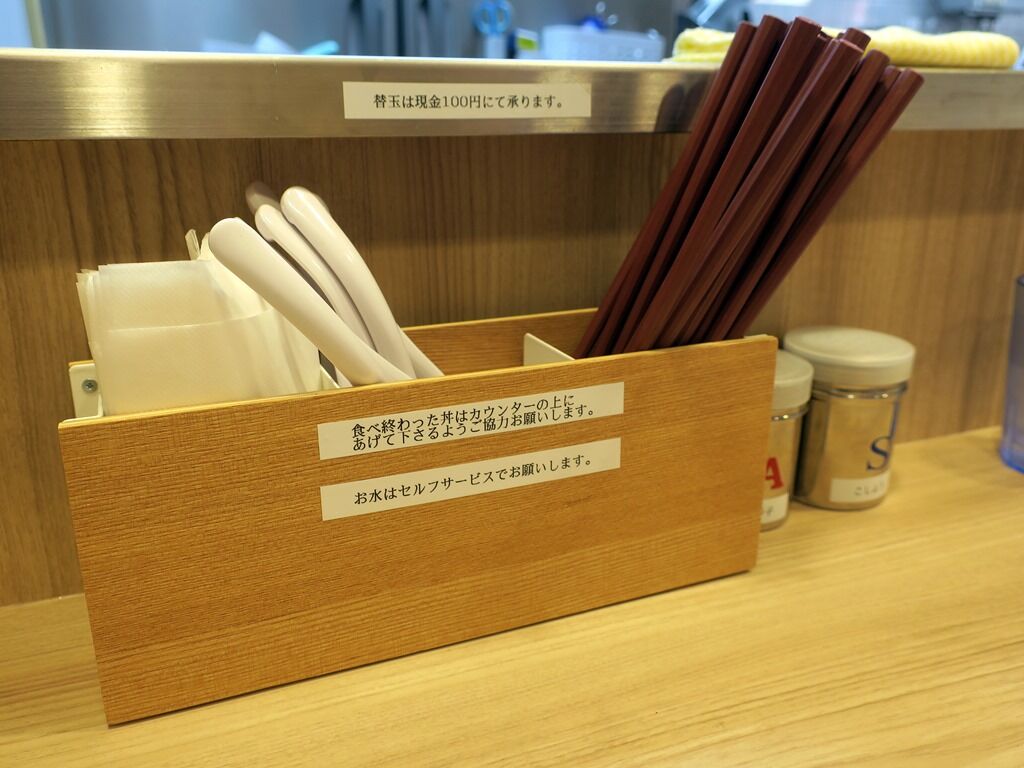 替玉は現金100円にて承ります。
食べ終わった丼はカウンターの上に
あげて下さるようご協力お願いします。
お水はセルフサービスでお願いします。
A
S